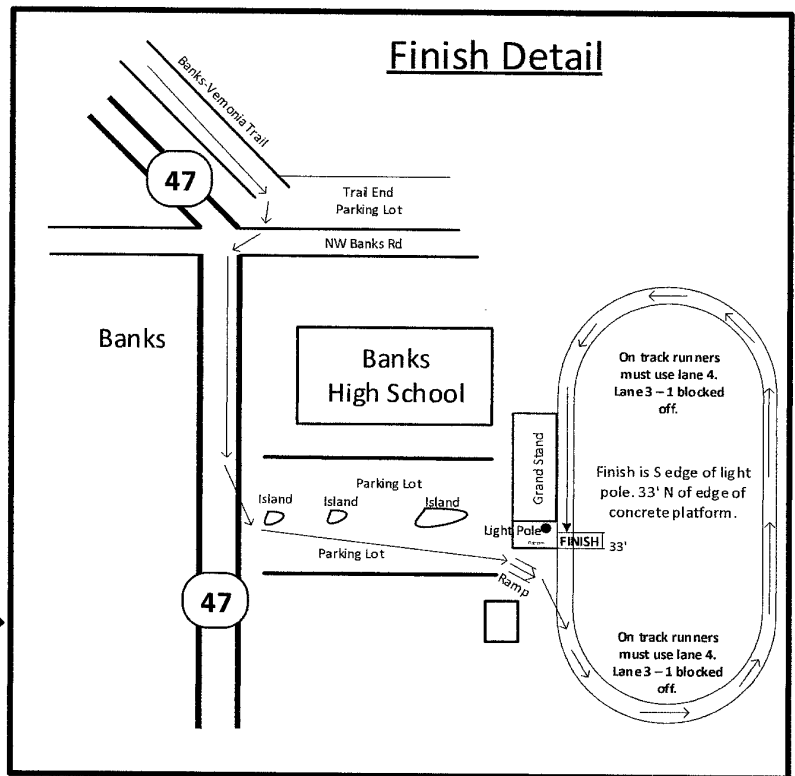 Finish Detail
Banks-Vernonia Trail
47
Trail End
Parking Lot
NW Banks Rd
Banks
Banks
High School
On track runners
must use lane 4.
Lane 3 – 1 blocked
off.
Grand Stand
Finish is S edge of light
pole. 33' N of edge of
concrete platform.
Parking Lot
Island
Island
Island
Light Pole
FINISH
33'
Parking Lot
Ramp
47
On track runners
must use lane 4.
Lane 3 – 1 blocked
off.